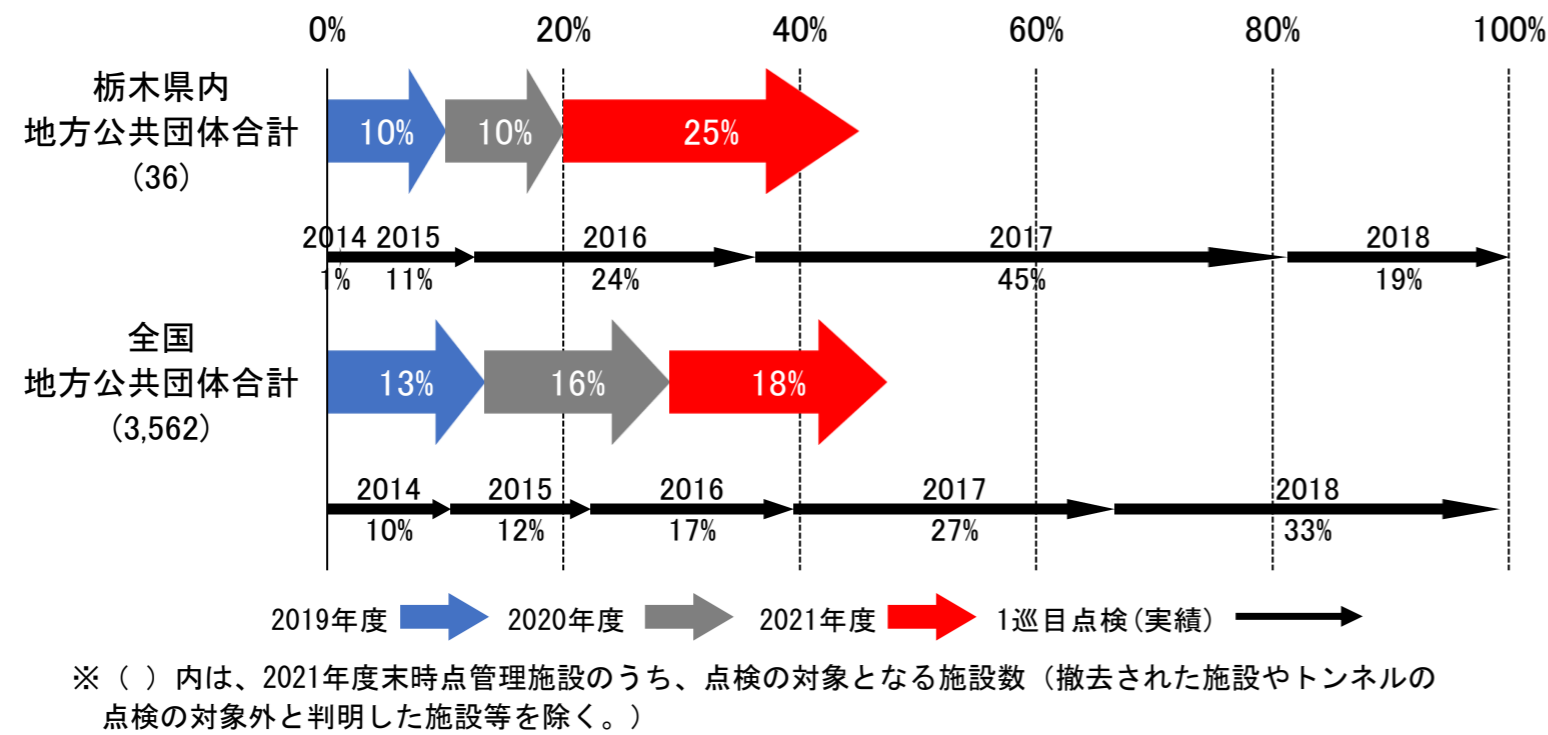 0% 20% 40% 60% 80% 100%
栃木県内
地方公共団体合計
(36)
10% 10% 25%
2014 2015 2016 2017 2018
1% 11% 24% 45% 19%
全国
地方公共団体合計
(3,562)
13% 16% 18%
2014 2015 2016 2017 2018
10% 12% 17% 27% 33%
2019年度 2020年度 2021年度 1巡目点検(実績)
※（ ）内は、2021年度末時点管理施設のうち、点検の対象となる施設数（撤去された施設やトンネルの
点検の対象外と判明した施設等を除く。）